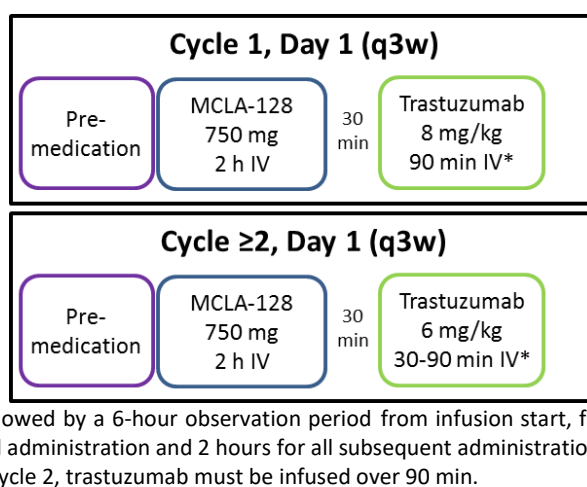 Cycle 1, Day 1 (q3w)
Pre-
medication
MCLA-128
750 mg
2 h IV
30
min
Trastuzumab
8 mg/kg
90 min IV*
Cycle ≥2, Day 1 (q3w)
Pre-
medication
MCLA-128
750 mg
2 h IV
30
min
Trastuzumab
6 mg/kg
30-90 min IV*
owed by a 6-hour observation period from infusion start, f
administration and 2 hours for all subsequent administratio
ycle 2, trastuzumab must be infused over 90 min.